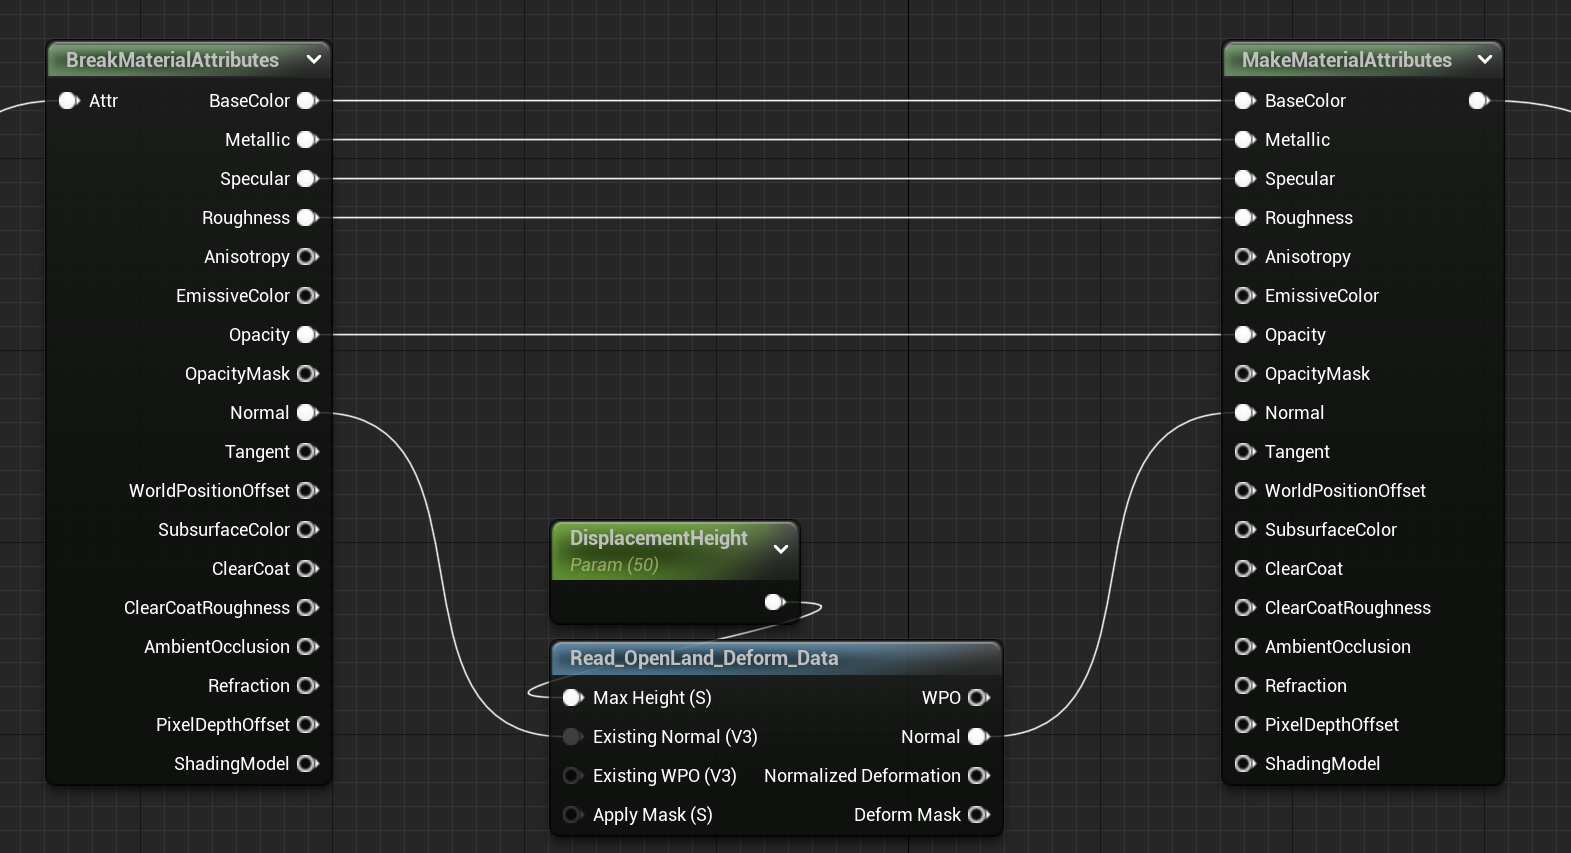 BreakMaterialAttributes
Attr
BaseColor
Metallic
Specular
Roughness
Anisotropy
EmissiveColor
Opacity
OpacityMask
Normal
Tangent
WorldPositionOffset
SubsurfaceColor
ClearCoat
ClearCoatRoughness
AmbientOcclusion
Refraction
PixelDepthOffset
ShadingModel
DisplacementHeight
Param (50)
Read_OpenLand_Deform_Data
Max Height (S)
WPO
Existing Normal (V3)
Normal
Existing WPO (V3)
Normalized Deformation
Apply Mask (S)
Deform Mask
MakeMaterialAttributes
BaseColor
Metallic
Specular
Roughness
Anisotropy
EmissiveColor
Opacity
OpacityMask
Normal
Tangent
WorldPositionOffset
SubsurfaceColor
ClearCoat
ClearCoatRoughness
AmbientOcclusion
Refraction
PixelDepthOffset
ShadingModel